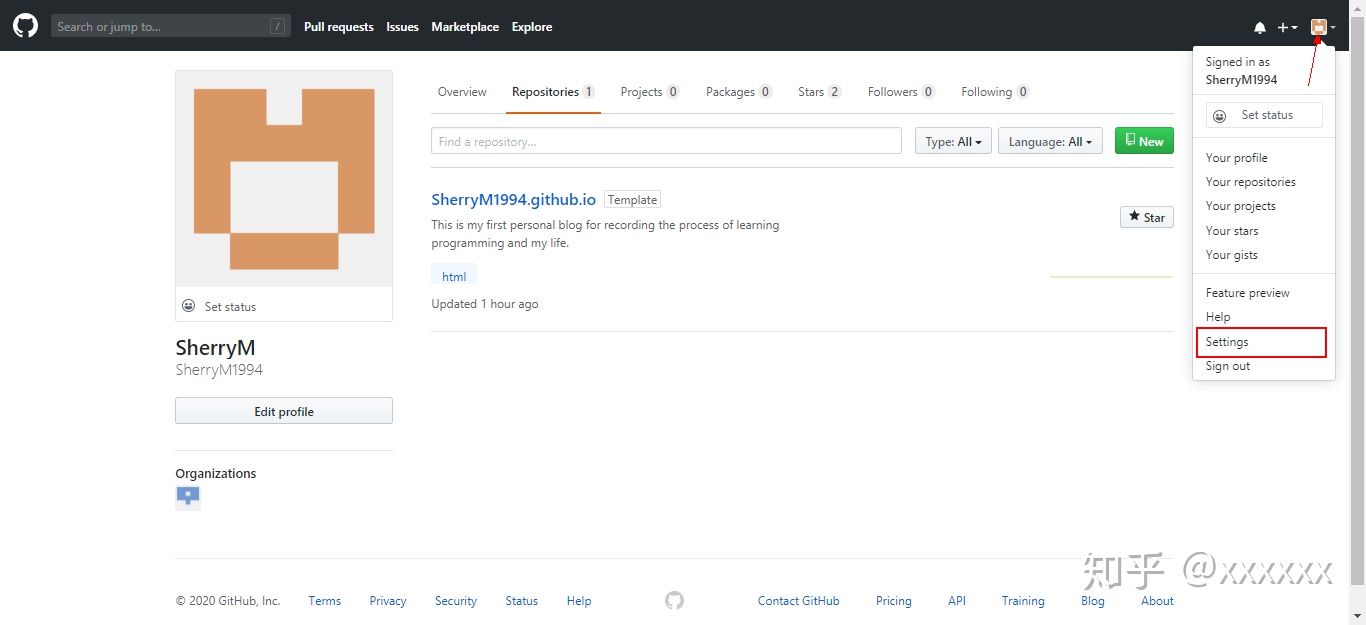 Search or jump to... /
Pull requests Issues Marketplace Explore
Signed in as
SherryM1994
Set status
Your profile
Your repositories
Your projects
Your stars
Your gists
Feature preview
Help
Settings
Sign out
Overview Repositories 1 Projects 0 Packages 0 Stars 2 Followers 0 Following 0
Find a repository... Type: All Language: All New
SherryM1994.github.io Template
This is my first personal blog for recording the process of learning
programming and my life.
Star
html
Updated 1 hour ago
Set status
SherryM
SherryM1994
Edit profile
Organizations
© 2020 GitHub, Inc. Terms Privacy Security Status Help Contact GitHub Pricing API Training Blog About
知乎 @xxxxxx